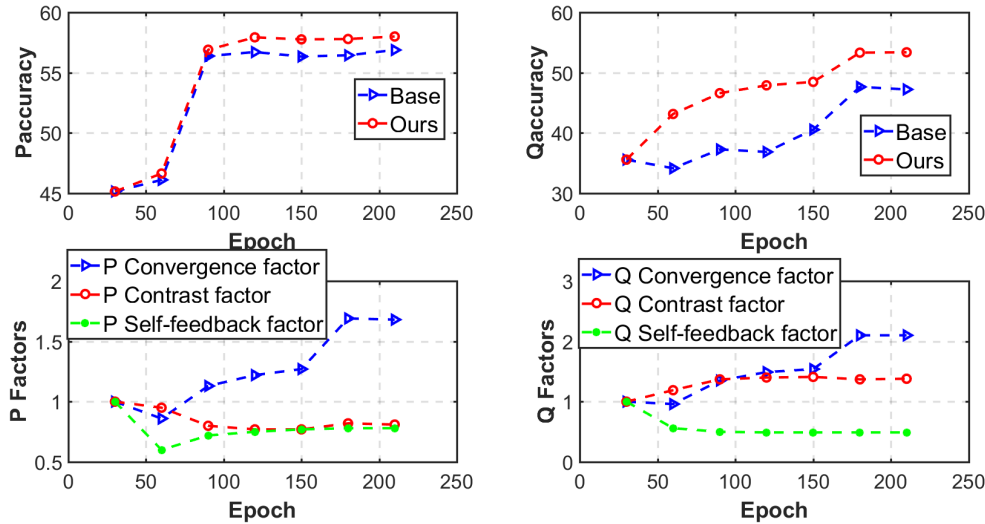 60
55
50
45
Paccuracy
Base
Ours
0
50
100
150
200
250
Epoch
60
50
40
30
Qaccuracy
Base
Ours
0
50
100
150
200
250
Epoch
P Convergence factor
P Contrast factor
P Self-feedback factor
2
1.5
1
0.5
P Factors
0
50
100
150
200
250
Epoch
Q Convergence factor
Q Contrast factor
Q Self-feedback factor
3
2
1
0
Q Factors
0
50
100
150
200
250
Epoch